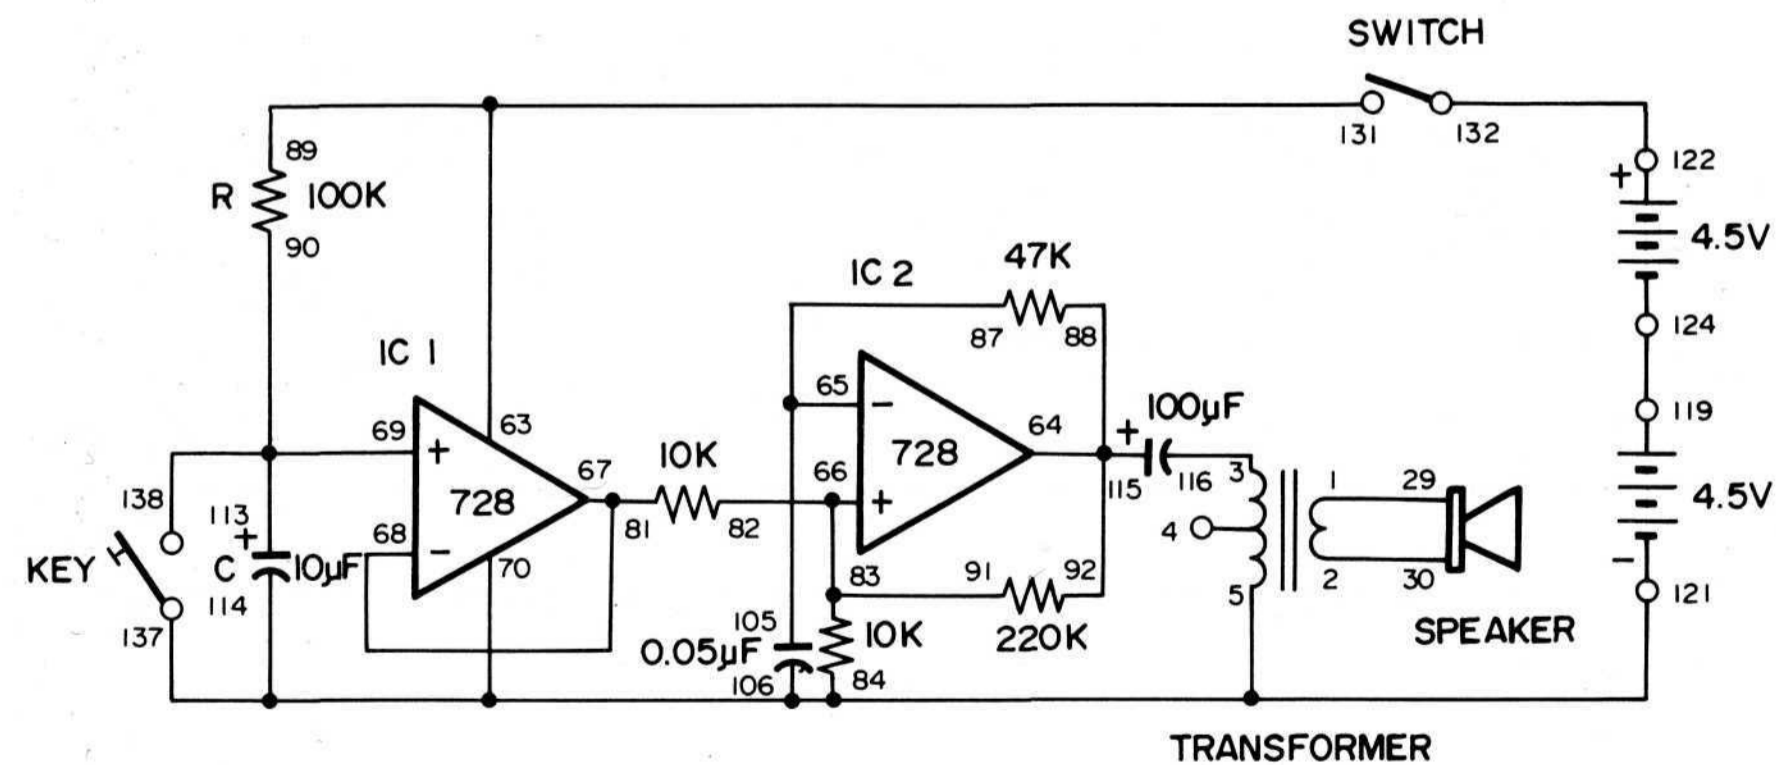 SWITCH
131
132
122
+
4.5V
124
119
4.5V
−
121
89
R
100K
90
IC 2
47K
87
88
IC 1
69
+
63
728
67
68
−
70
10K
81
82
65
−
728
64
66
+
83
91
92
220K
+
100µF
115
116
3
4
5
1
2
29
30
SPEAKER
138
KEY
137
113
+
C
10µF
114
105
0.05µF
106
10K
84
TRANSFORMER